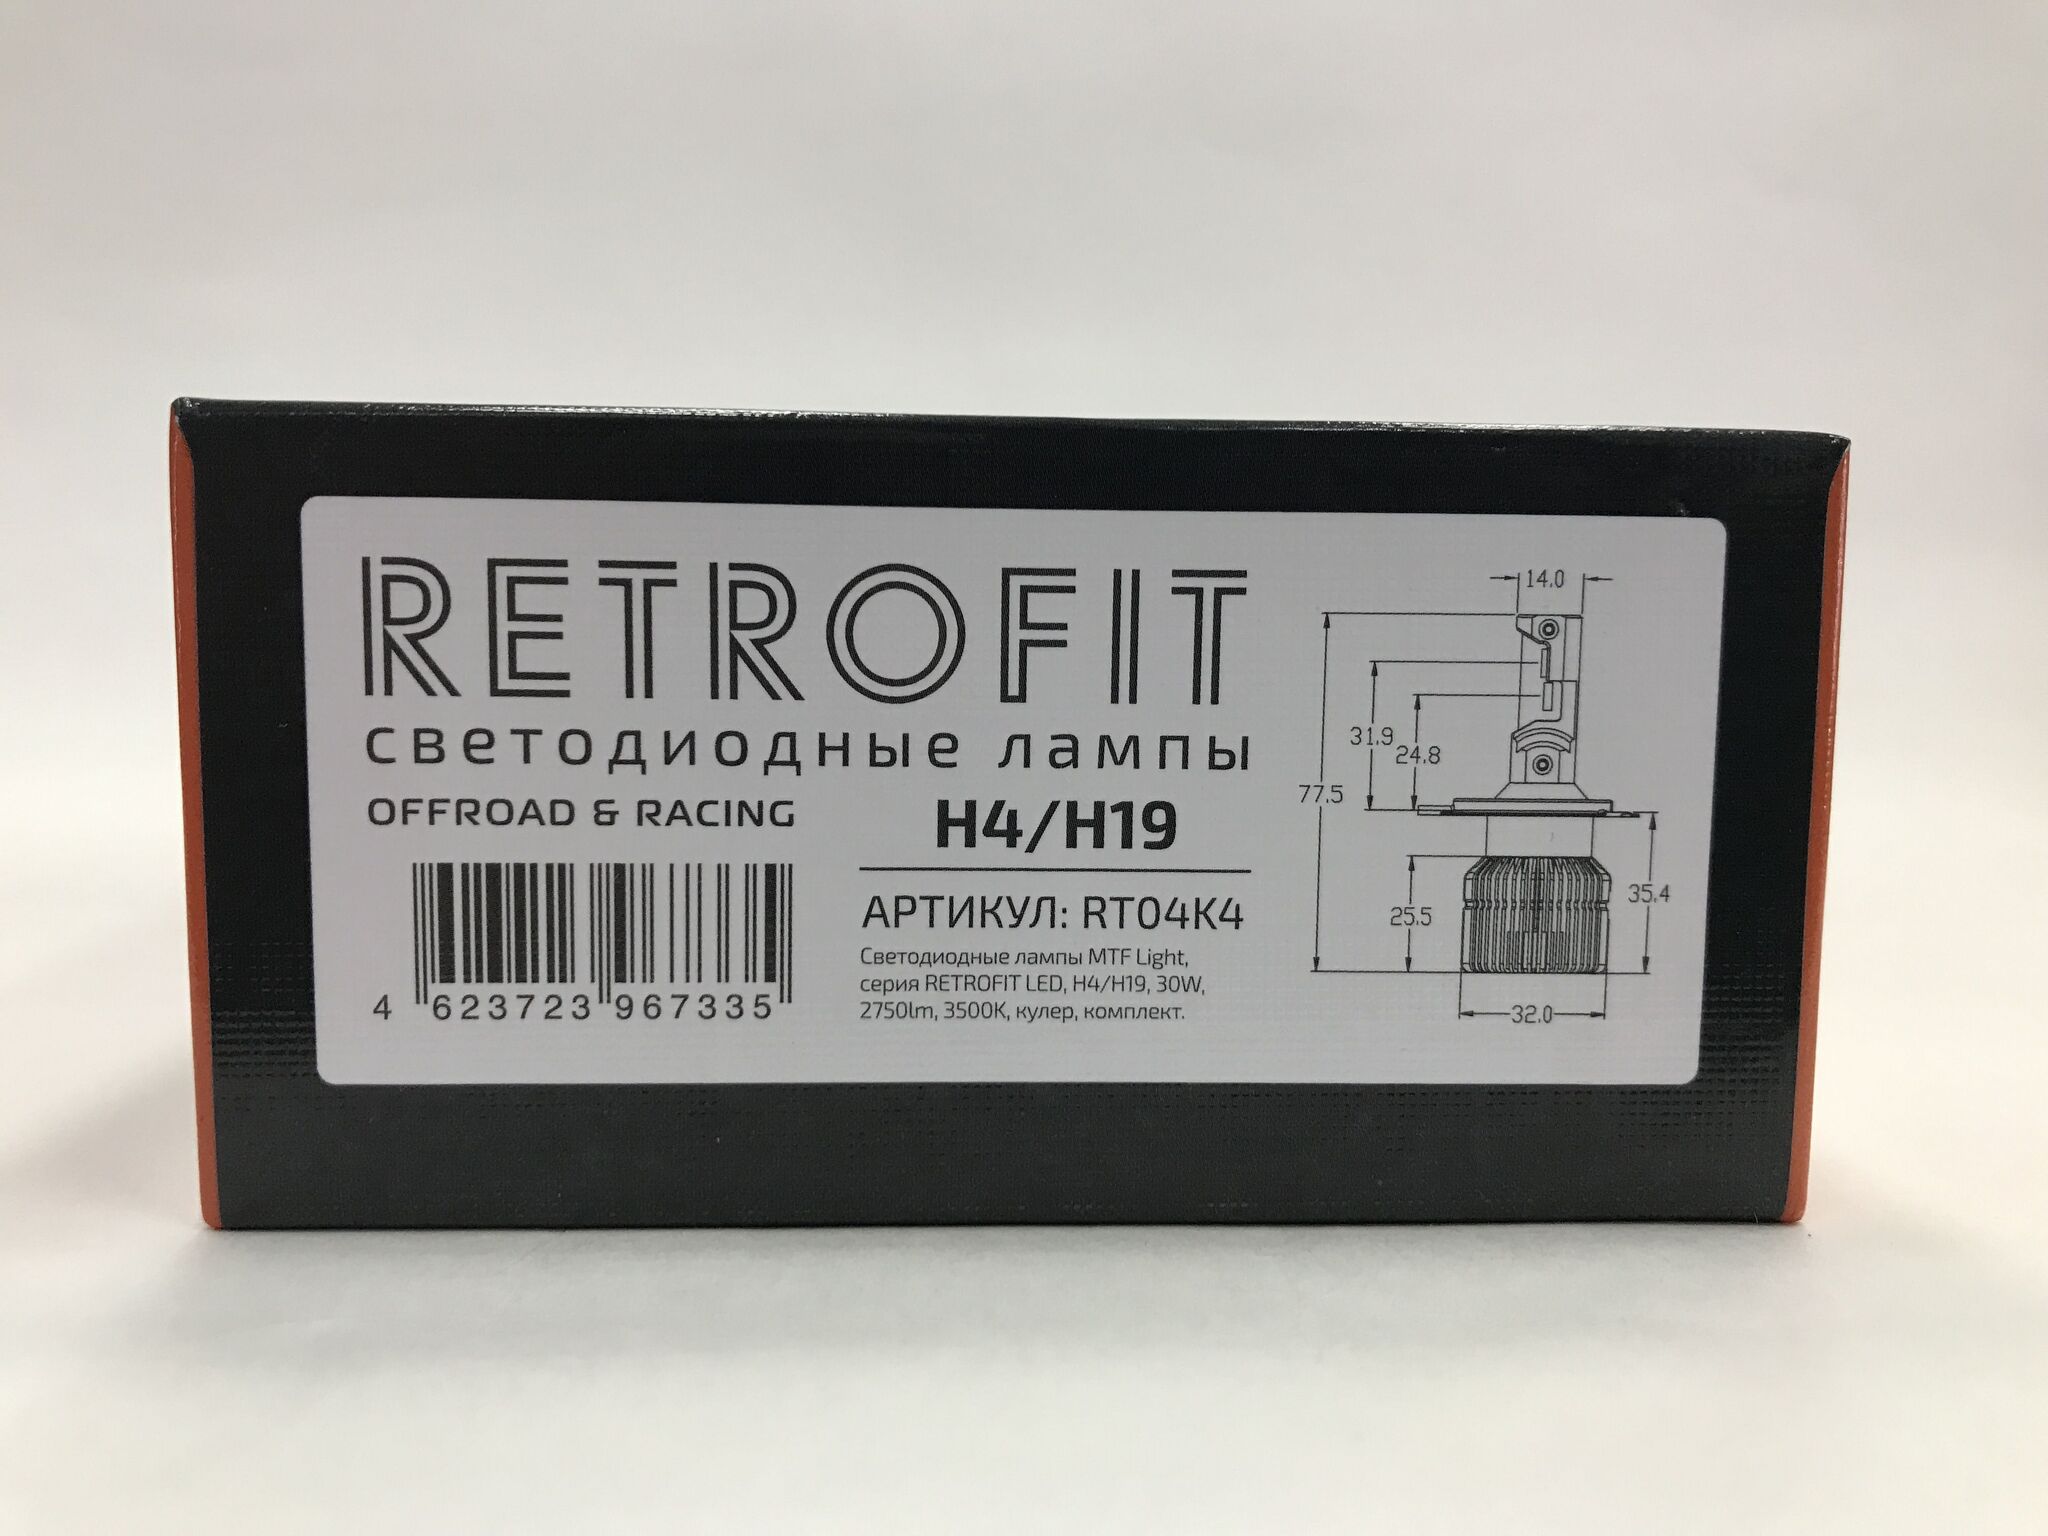 RETROFIT
светодиодные лампы
OFFROAD & RACING
H4/H19
АРТИКУЛ: RT04K4
Светодиодные лампы MTF Light,
серия RETROFIT LED, H4/H19, 30W,
2750lm, 3500K, кулер, комплект.
4 623723 967335
14.0
31.9
24.8
77.5
25.5
35.4
32.0